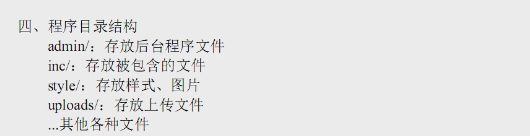 四、程序目录结构
admin/：存放后台程序文件
inc/：存放被包含的文件
style/：存放样式、图片
uploads/：存放上传文件
...其他各种文件